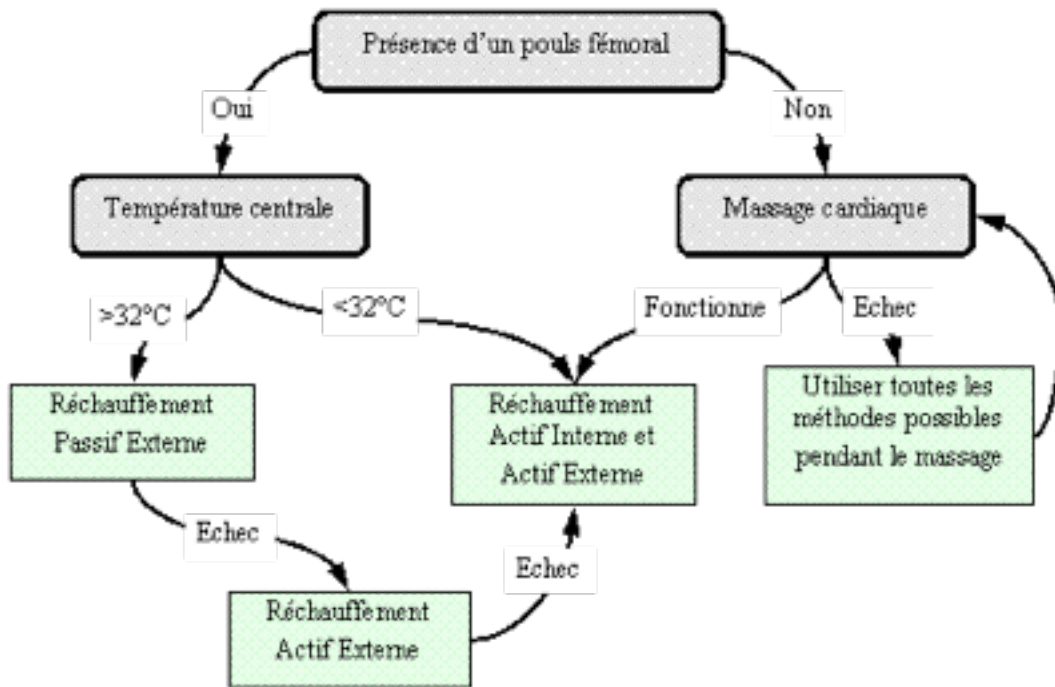 Présence d'un pouls fémoral
Oui
Non
Température centrale
Massage cardiaque
>32°C
<32°C
Fonctionne
Echec
Réchauffement
Passif Externe
Réchauffement
Actif Interne et
Actif Externe
Utiliser toutes les
méthodes possibles
pendant le massage
Echec
Echec
Réchauffement
Actif Externe